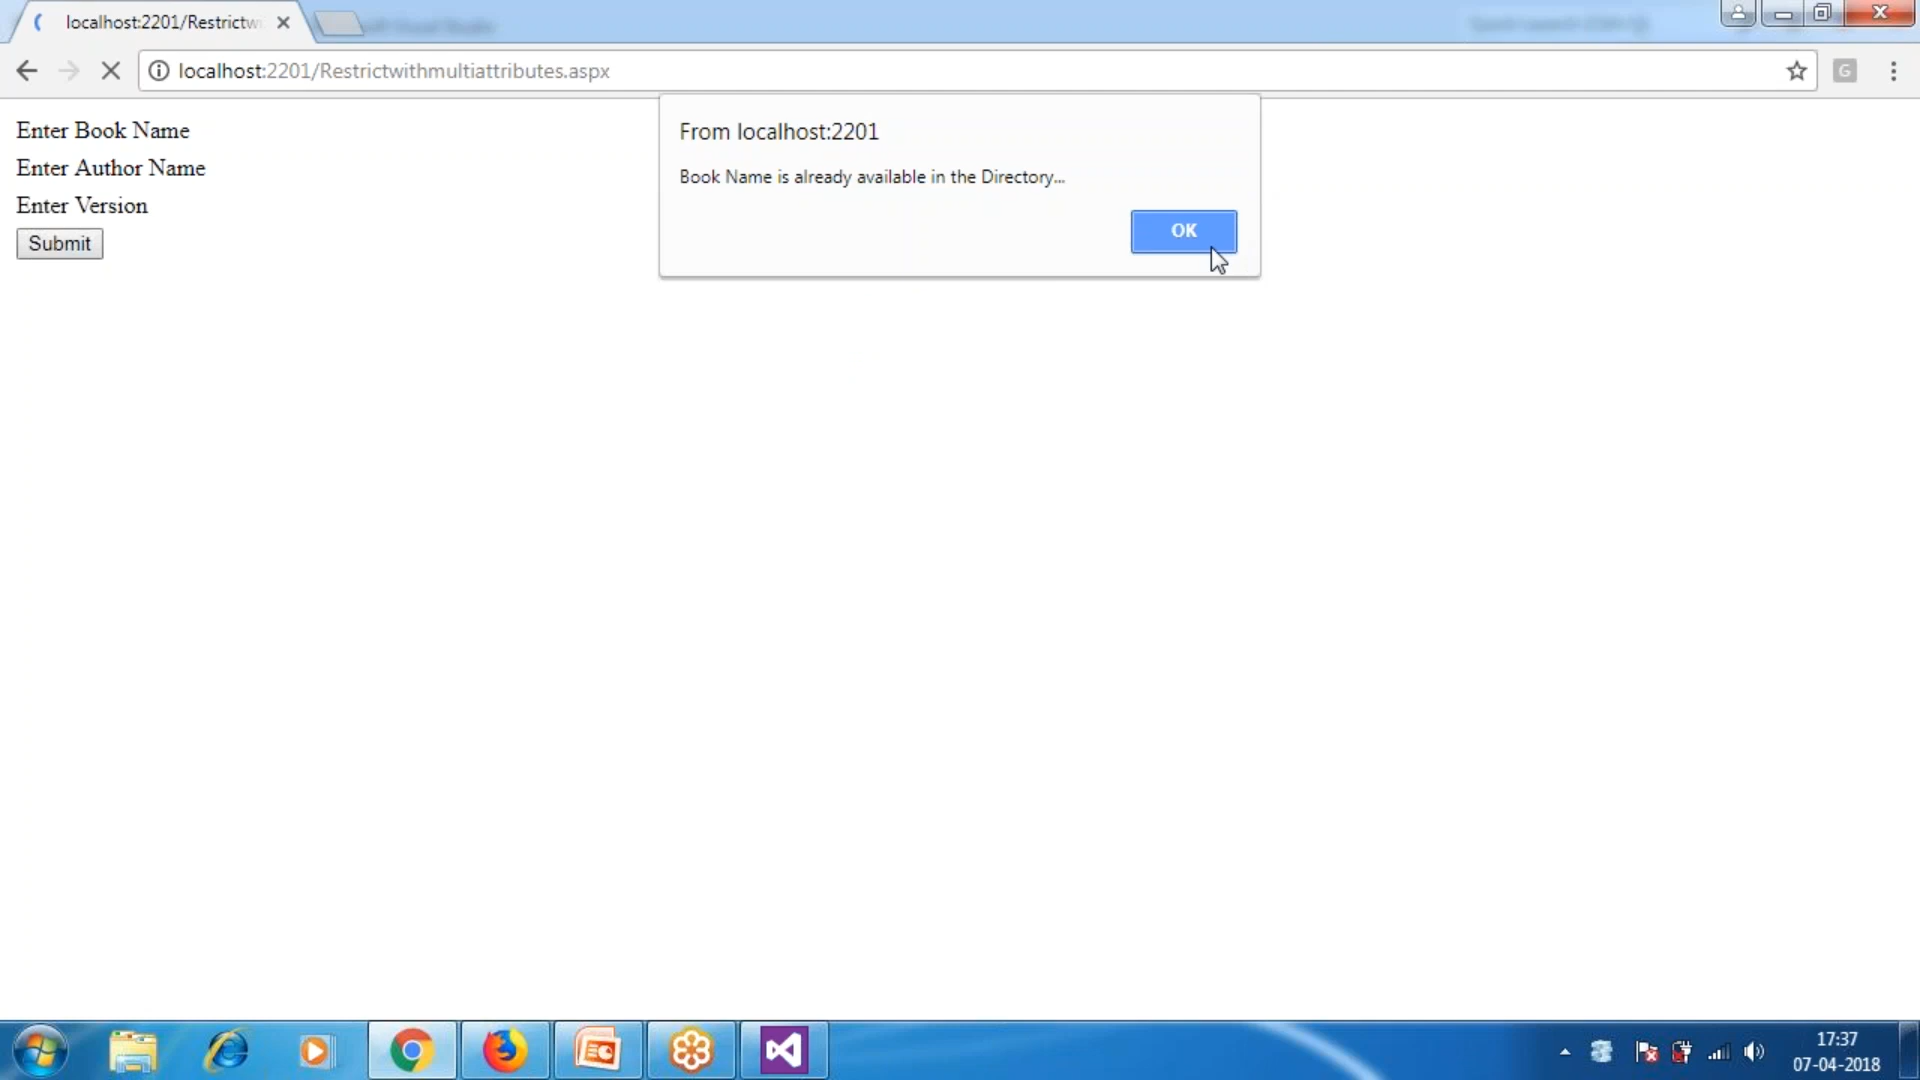 localhost:2201/Restrictw
localhost:2201/Restrictwithmultiattributes.aspx
G
From localhost:2201
Book Name is already available in the Directory...
OK
Enter Book Name
Enter Author Name
Enter Version
Submit
17:37
07-04-2018